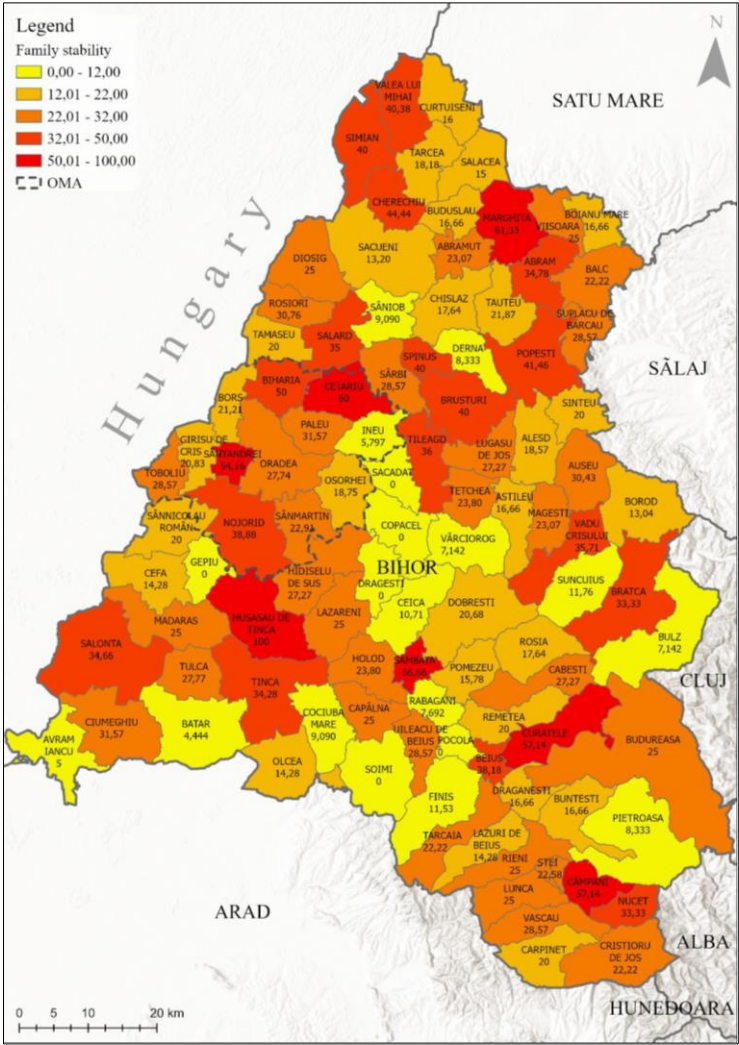 Legend
Family stability
0,00 - 12,00
12,01 - 22,00
22,01 - 32,00
32,01 - 50,00
50,01 - 100,00
OMA
N
SATU MARE
Hungary
SÃLAJ
BIHOR
CLUJ
ARAD
ALBA
HUNEDOARA
VALEA LUI
MIHAI
40,38
CURTUISENI
16
SIMIAN
40
TARCEA
18,18
SALACEA
15
CHERECHIU
44,44
BUDUSLAU
16,66
MARGHITA
61,33
BOIANU MARE
16,66
VIISOARA
25
SACUENI
13,20
ABRAMUT
23,07
ABRAM
34,78
BALC
22,22
DIOSIG
25
ROSIORI
30,76
SÂNIOB
9,090
CHISLAZ
17,64
TAUTEU
21,87
SUPLACU DE
BARCAU
28,57
TAMASEU
20
SALARD
35
DERNA
8,333
POPESTI
41,46
SPINUS
40
SÂRBI
28,57
BIHARIA
50
CETARIU
60
BRUSTURI
40
SINTEU
20
BORS
21,21
PALEU
31,57
INEU
5,797
TILEAGD
36
LUGASU
DE JOS
27,27
ALESD
18,57
GIRISU DE
CRIS
20,83
SÂNTANDREI
54,16
ORADEA
27,74
AUSEU
30,43
TOBOLIU
28,57
OSORHEI
18,75
SACADAT
0
TETCHEA
23,80
ASTILEU
16,66
MAGESTI
23,07
BOROD
13,04
SÂNNICOLAU
ROMÂN
20
NOJORID
38,88
SÂNMARTIN
22,91
COPACEL
0
VÂRCIOROG
7,142
VADU
CRISULUI
35,71
CEFA
14,28
GEPIU
0
HIDISELU
DE SUS
27,27
DRAGESTI
0
SUNCUIUS
11,76
BRATCA
33,33
CEICA
10,71
DOBRESTI
20,68
MADARAS
25
HUSASAU DE
TINCA
100
LAZARENI
25
BULZ
7,142
SALONTA
34,66
ROSIA
17,64
TULCA
27,77
TINCA
34,28
HOLOD
23,80
SÂMBATA
66,66
POMEZEU
15,78
CABESTI
27,27
CIUMEGHIU
31,57
BATAR
4,444
COCIUBA
MARE
9,090
CAPÂLNA
25
RABAGANI
7,692
REMETEA
20
CURATELE
57,14
AVRAM
IANCU
5
UILEACU DE
BEIUS
28,57
POCOLA
0
BEIUS
38,18
BUDUREASA
25
OLCEA
14,28
SOIMI
0
FINIS
11,53
DRAGANESTI
16,66
BUNTESTI
16,66
PIETROASA
8,333
TARCAIA
22,22
LAZURI DE
BEIUS
14,28
RIENI
25
STEI
22,58
CÂMPANI
57,14
LUNCA
25
NUCET
33,33
VASCAU
28,57
CARPINET
20
CRISTIORU
DE JOS
22,22
0 5 10 20 km